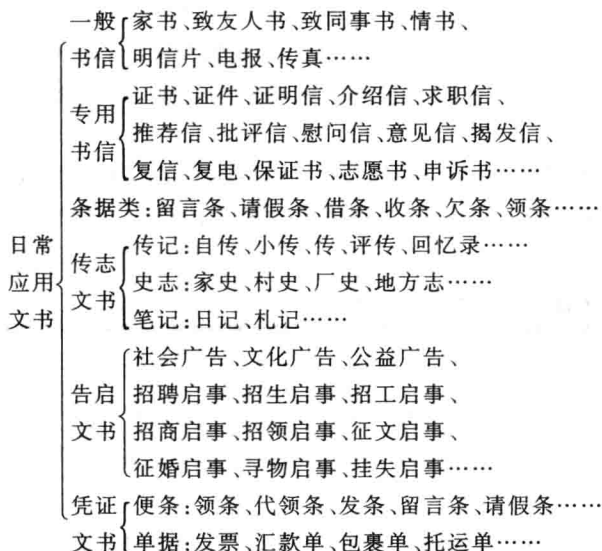 一般
书信
家书、致友人书、致同事书、情书、
明信片、电报、传真……
专用
书信
证书、证件、证明信、介绍信、求职信、
推荐信、批评信、慰问信、意见信、揭发信、
复信、复电、保证书、志愿书、申诉书……
条据类:留言条、请假条、借条、收条、欠条、领条……
日常
应用
文书
传志
文书
传记:自传、小传、传、评传、回忆录……
史志:家史、村史、厂史、地方志……
笔记:日记、札记……
告启
文书
社会广告、文化广告、公益广告、
招聘启事、招生启事、招工启事、
招商启事、招领启事、征文启事、
征婚启事、寻物启事、挂失启事……
凭证
文书
便条:领条、代领条、发条、留言条、请假条……
单据:发票、汇款单、包裹单、托运单……